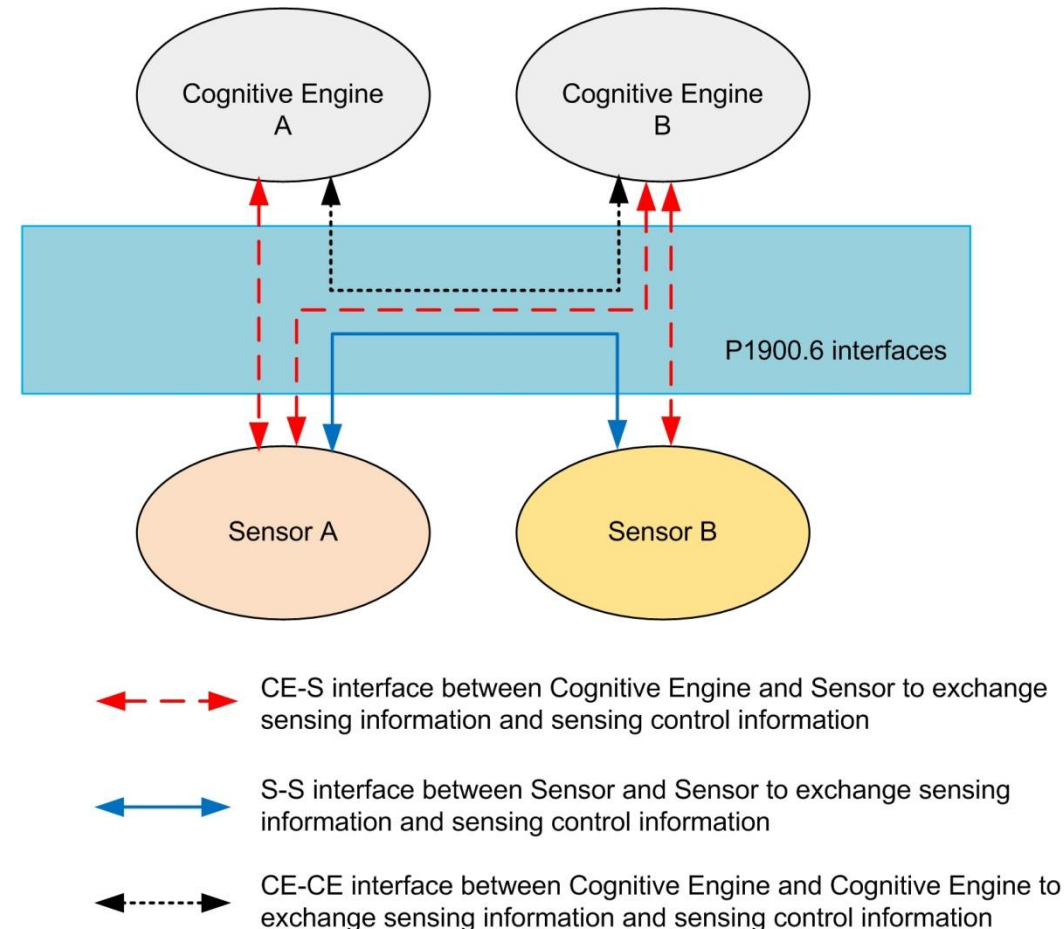 Cognitive Engine
A
Cognitive Engine
B
P1900.6 interfaces
Sensor A
Sensor B
CE-S interface between Cognitive Engine and Sensor to exchange
sensing information and sensing control information
S-S interface between Sensor and Sensor to exchange sensing
information and sensing control information
CE-CE interface between Cognitive Engine and Cognitive Engine to
exchange sensing information and sensing control information